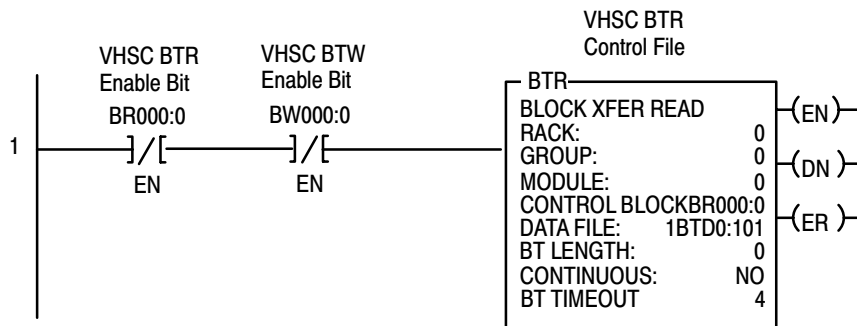 VHSC BTR
Control File
VHSC BTR
Enable Bit
VHSC BTW
Enable Bit
BR000:0
BW000:0
1
EN
EN
BTR
BLOCK XFER READ
RACK: 0
GROUP: 0
MODULE: 0
CONTROL BLOCKBR000:0
DATA FILE: 1BTD0:101
BT LENGTH: 0
CONTINUOUS: NO
BT TIMEOUT 4
EN
DN
ER